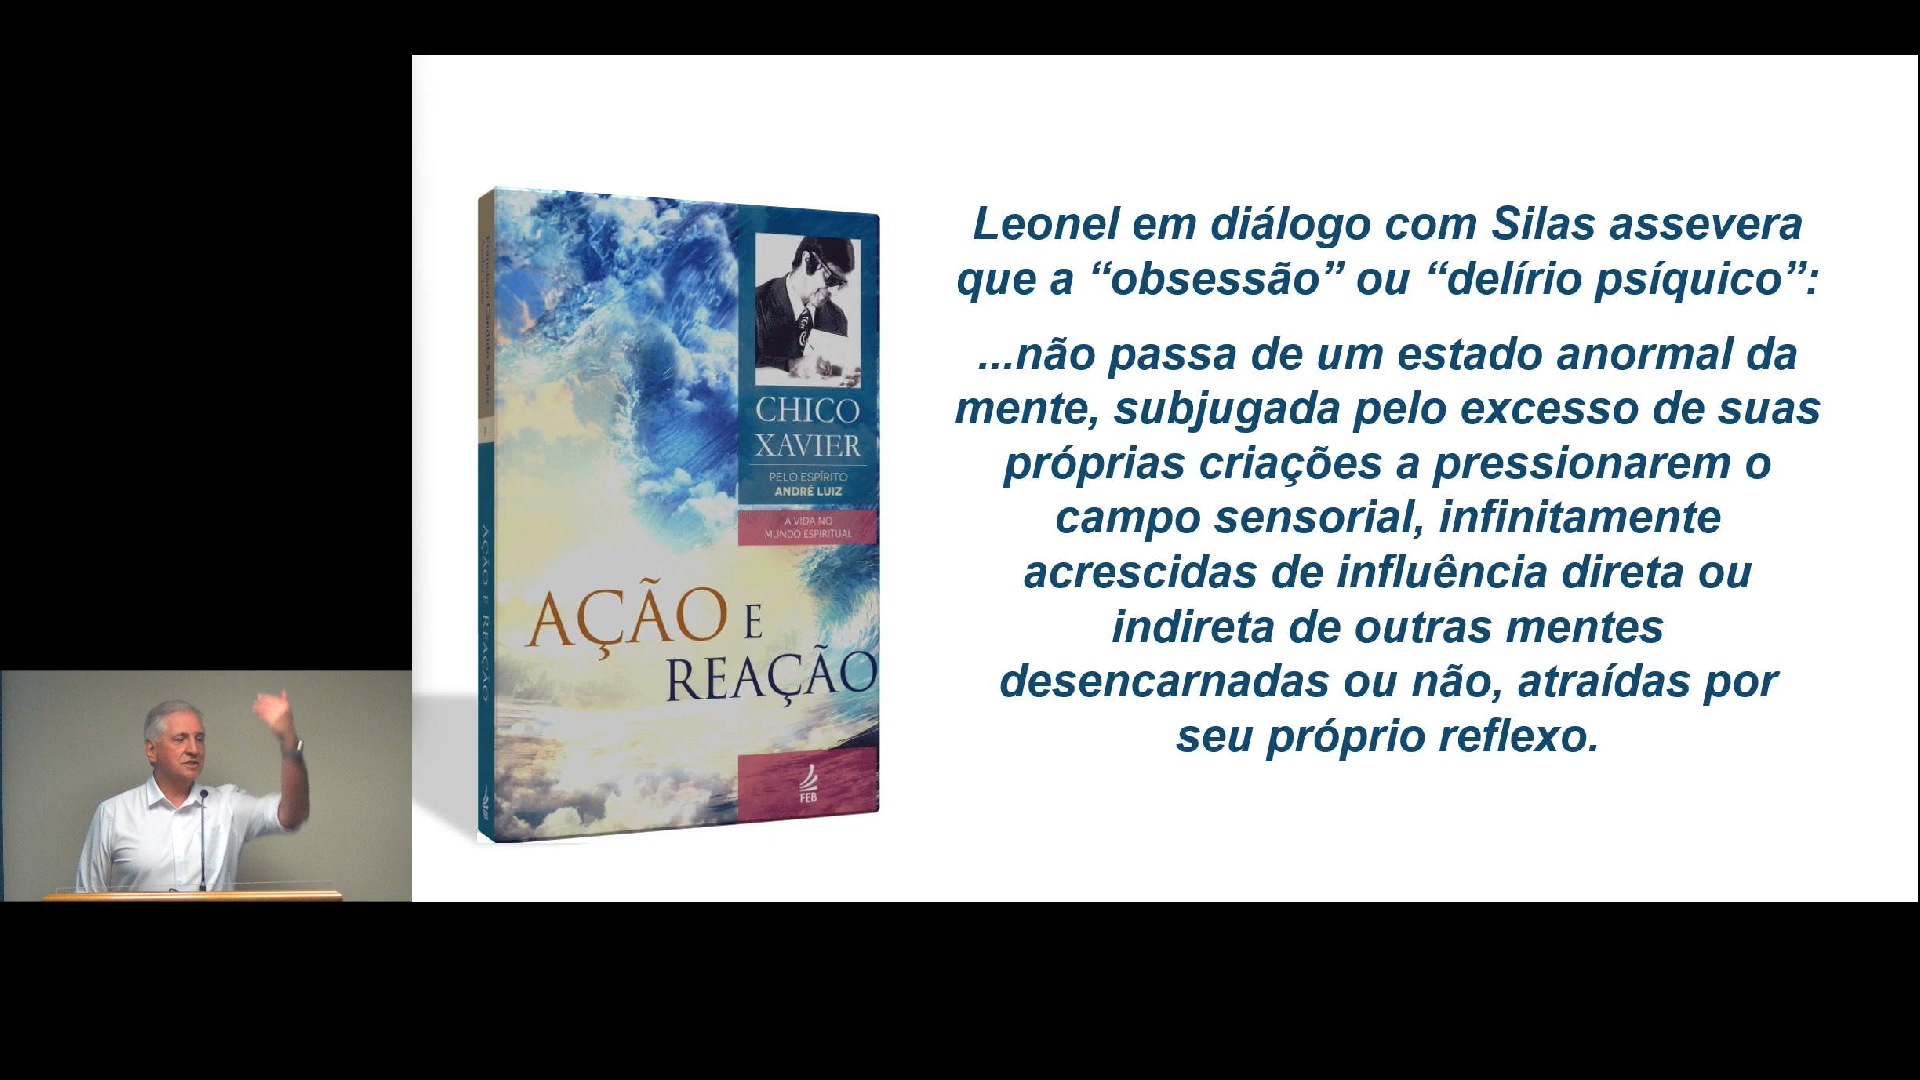 Leonel em diálogo com Silas assevera
que a “obsessão” ou “delírio psíquico”:
...não passa de um estado anormal da
mente, subjugada pelo excesso de suas
próprias criações a pressionarem o
campo sensorial, infinitamente
acrescidas de influência direta ou
indireta de outras mentes
desencarnadas ou não, atraídas por
seu próprio reflexo.
CHICO
XAVIER
PELO ESPÍRITO
ANDRÉ LUIZ
A VIDA NO
MUNDO ESPIRITUAL
AÇÃO E
REAÇÃO
FEB
AÇÃO E REAÇÃO